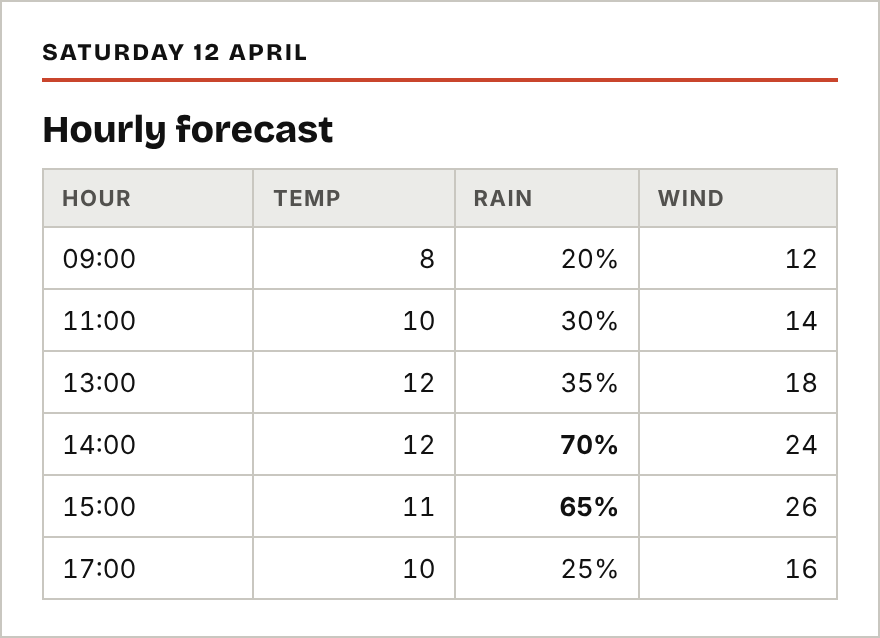 SATURDAY 12 APRIL
Hourly forecast
HOUR TEMP RAIN WIND
09:00 8 20% 12
11:00 10 30% 14
13:00 12 35% 18
14:00 12 70% 24
15:00 11 65% 26
17:00 10 25% 16